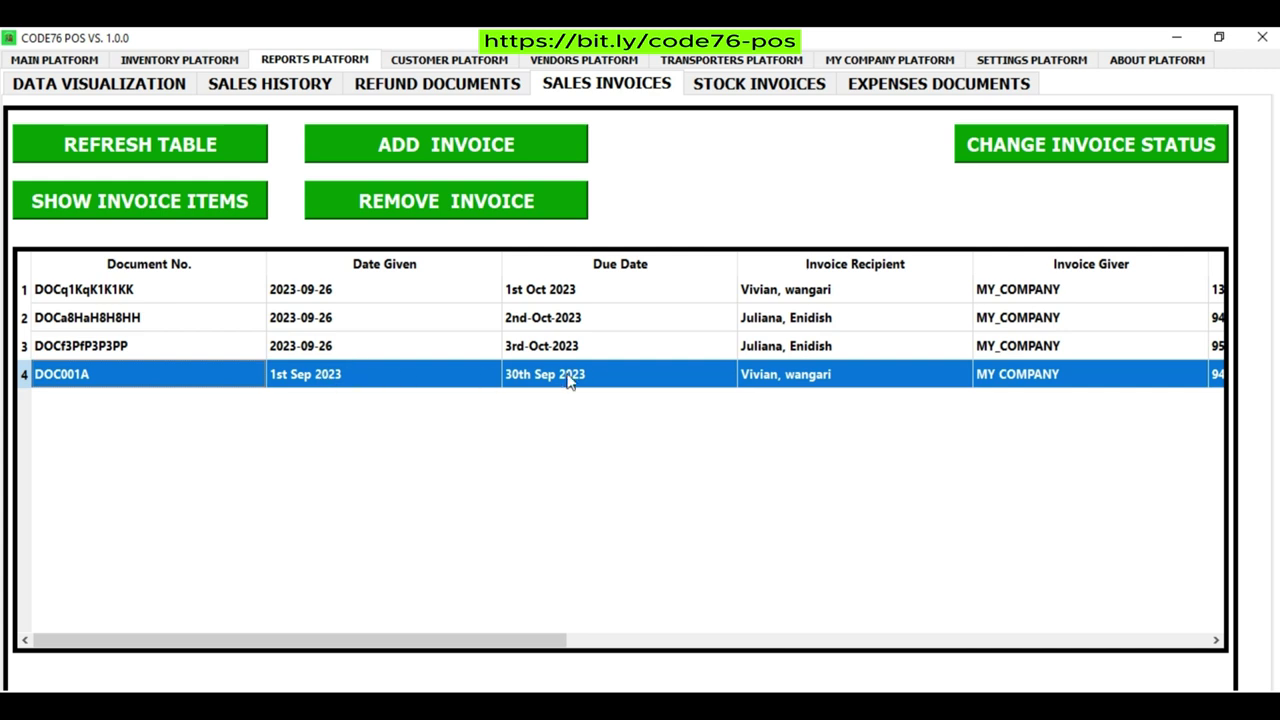 CODE76 POS VS. 1.0.0
https://bit.ly/code76-pos
MAIN PLATFORM INVENTORY PLATFORM REPORTS PLATFORM CUSTOMER PLATFORM VENDORS PLATFORM TRANSPORTERS PLATFORM MY COMPANY PLATFORM SETTINGS PLATFORM ABOUT PLATFORM
DATA VISUALIZATION SALES HISTORY REFUND DOCUMENTS SALES INVOICES STOCK INVOICES EXPENSES DOCUMENTS
REFRESH TABLE ADD INVOICE CHANGE INVOICE STATUS
SHOW INVOICE ITEMS REMOVE INVOICE
Document No. Date Given Due Date Invoice Recipient Invoice Giver
1 DOCq1KqK1K1KK 2023-09-26 1st Oct 2023 Vivian, wangari MY_COMPANY 13
2 DOCa8HaH8H8HH 2023-09-26 2nd-Oct-2023 Juliana, Enidish MY_COMPANY 94
3 DOCf3PfP3P3PP 2023-09-26 3rd-Oct-2023 Juliana, Enidish MY_COMPANY 95
4 DOC001A 1st Sep 2023 30th Sep 2023 Vivian, wangari MY COMPANY 94